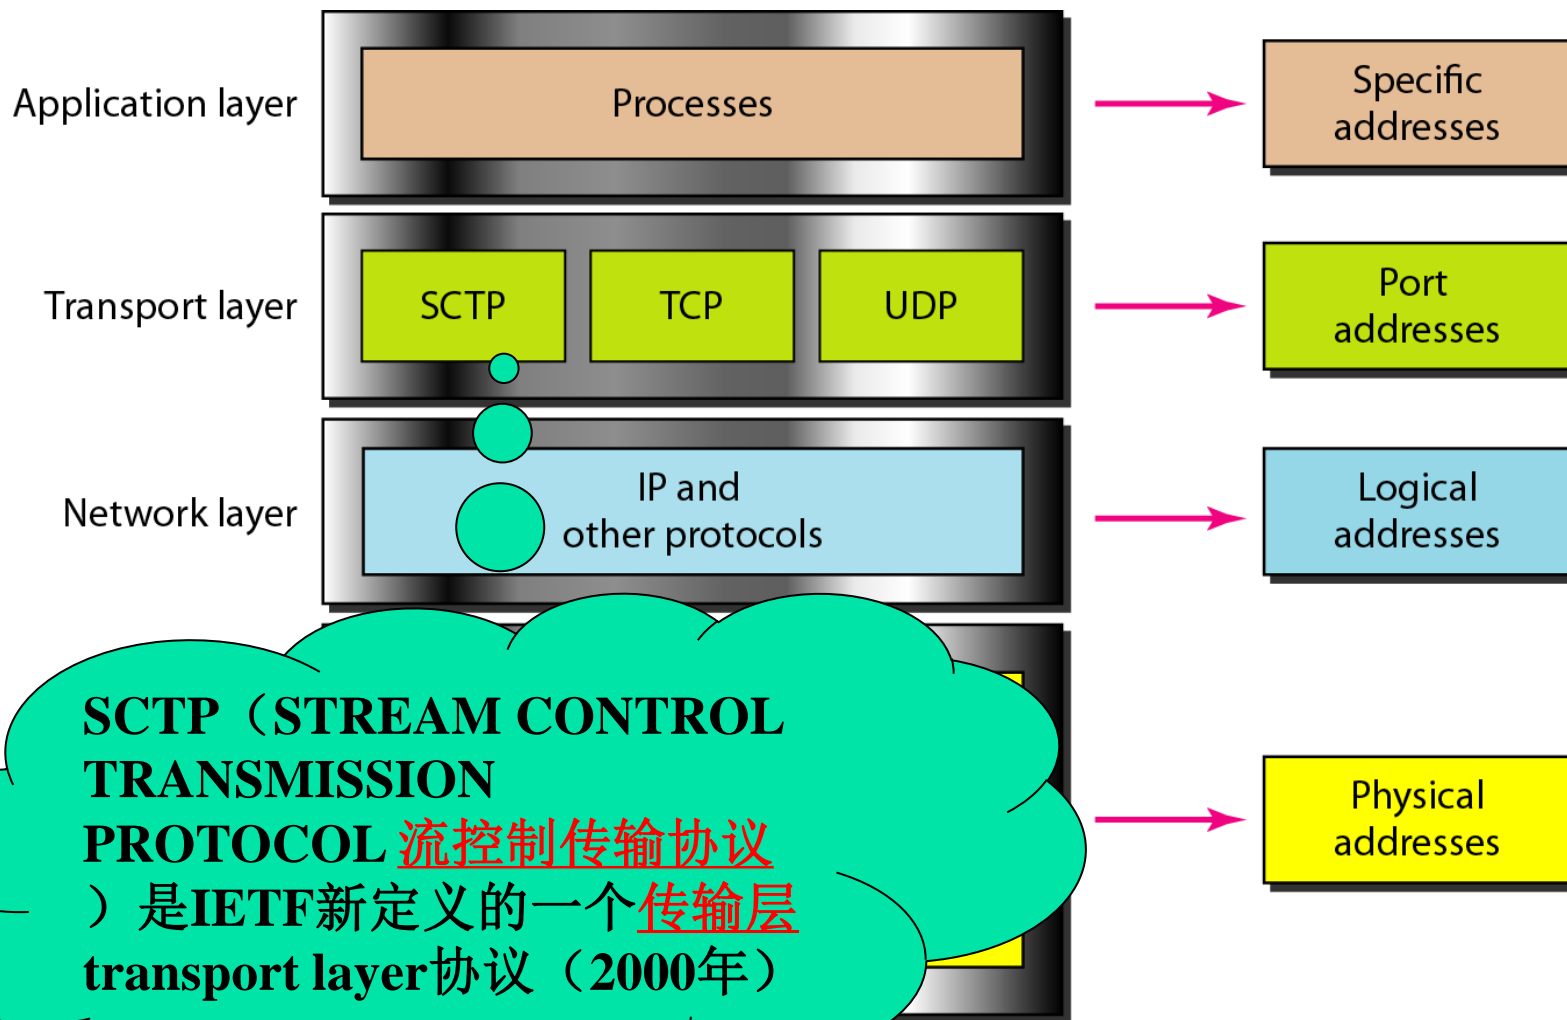 Application layer
Processes
Specific
addresses
Transport layer
SCTP
TCP
UDP
Port
addresses
Network layer
IP and
other protocols
Logical
addresses
SCTP（STREAM CONTROL
TRANSMISSION
PROTOCOL 流控制传输协议
）是IETF新定义的一个传输层
transport layer协议（2000年）
Physical
addresses